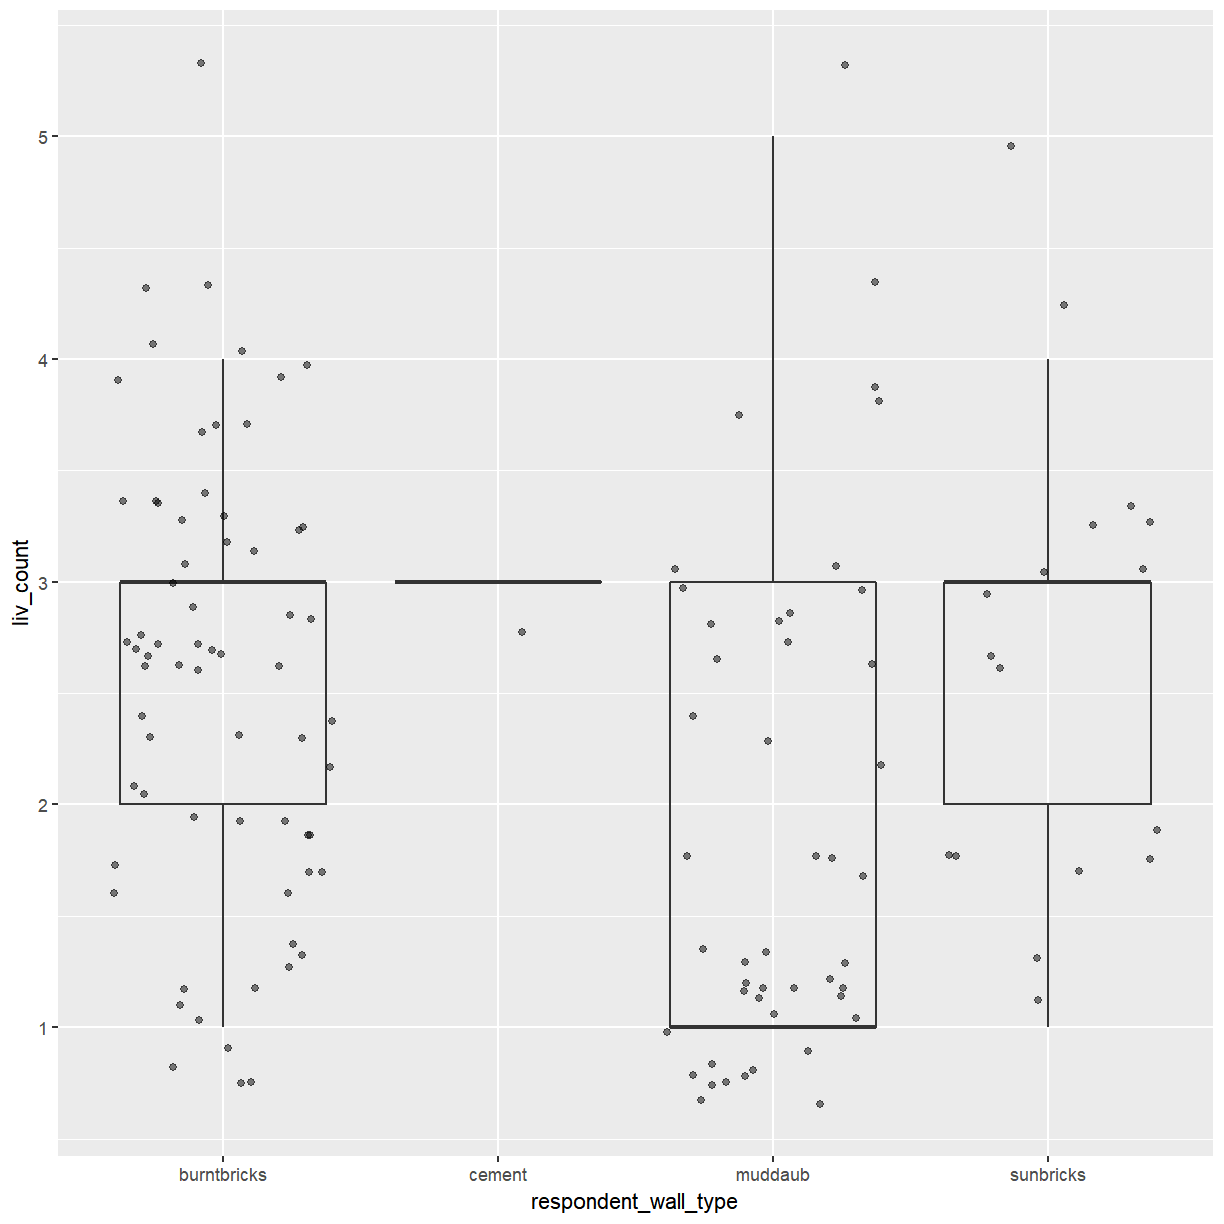 liv_count
5
4
3
2
1
burntbricks
cement
muddaub
sunbricks
respondent_wall_type